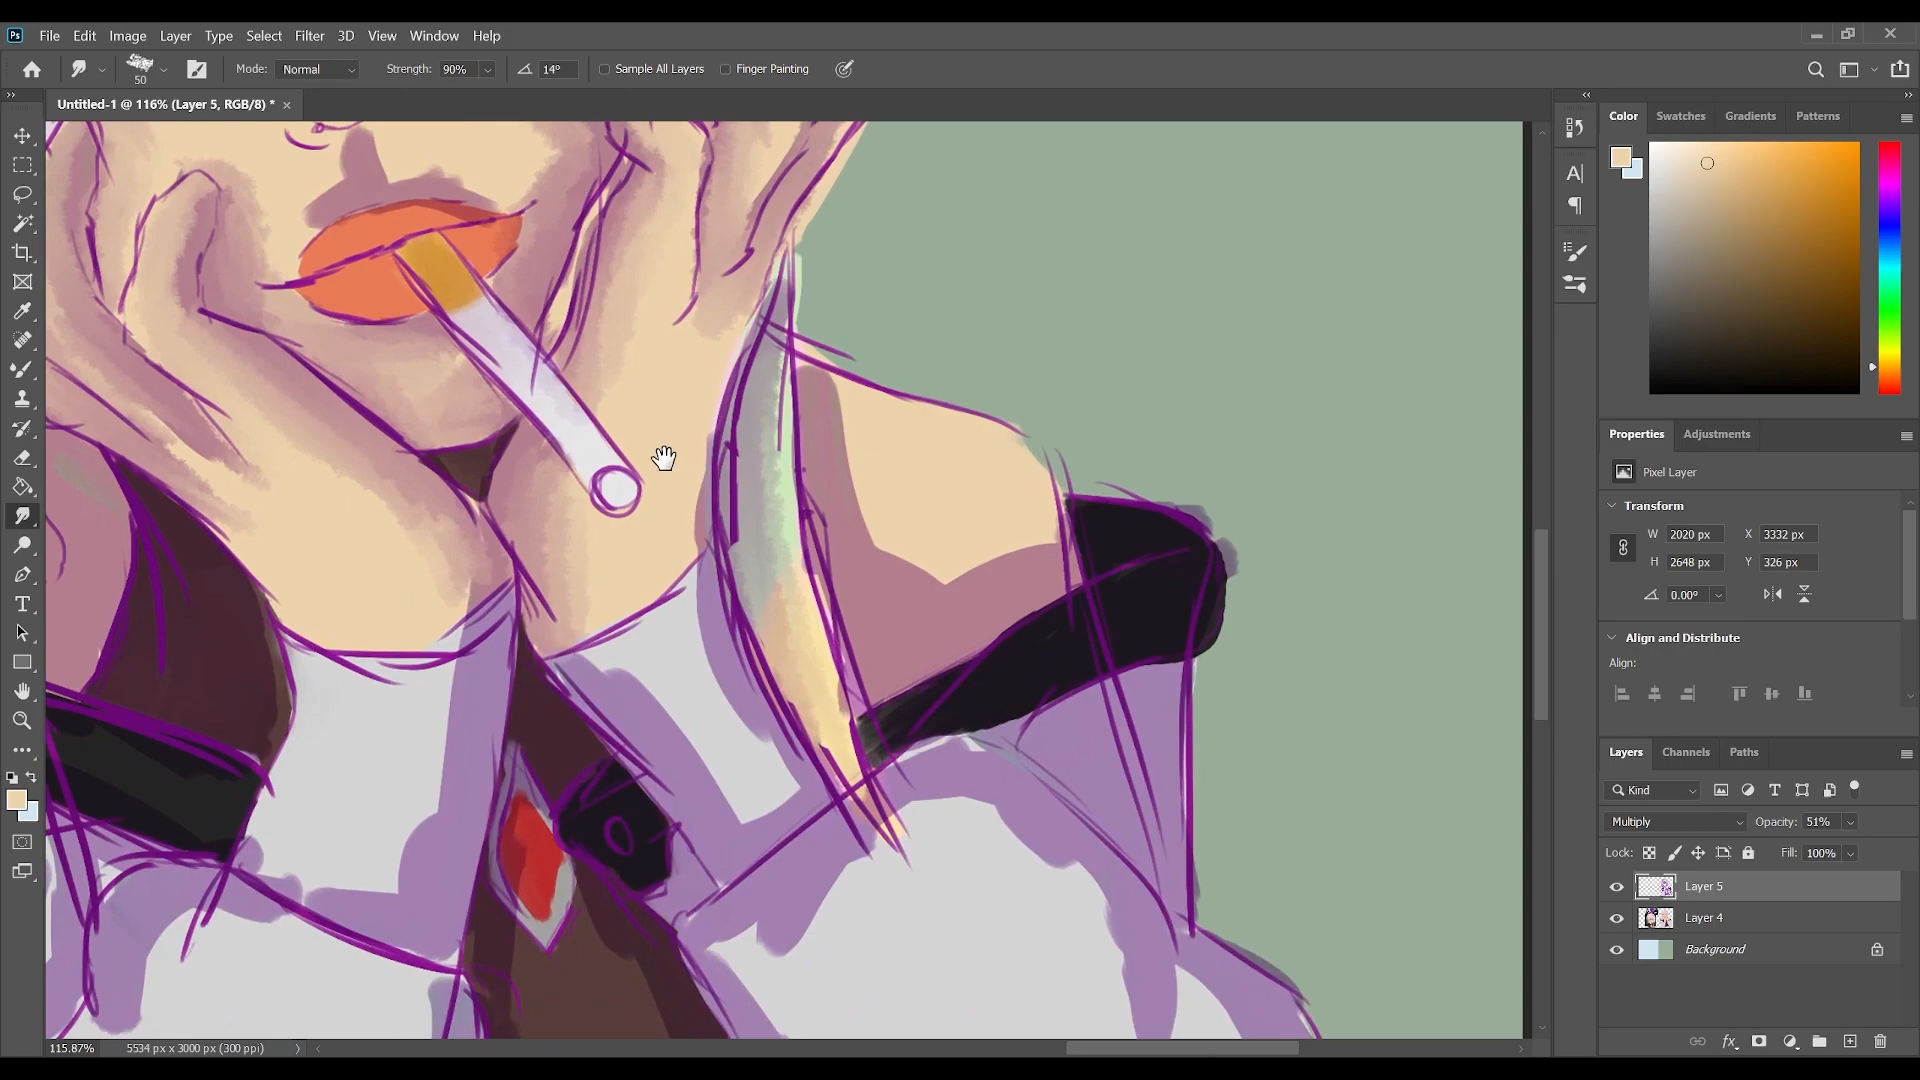 Ps File Edit Image Layer Type Select Filter 3D View Window Help
50 Mode: Normal Strength: 90% 14° Sample All Layers Finger Painting
Untitled-1 @ 116% (Layer 5, RGB/8) *
Color Swatches Gradients Patterns
Properties Adjustments
Pixel Layer
Transform
W 2020 px X 3332 px
H 2648 px Y 326 px
0.00°
Align and Distribute
Align:
Layers Channels Paths
Kind
Multiply Opacity: 51%
Lock: Fill: 100%
Layer 5
Layer 4
Background
fx
115.87% 5534 px x 3000 px (300 ppi)